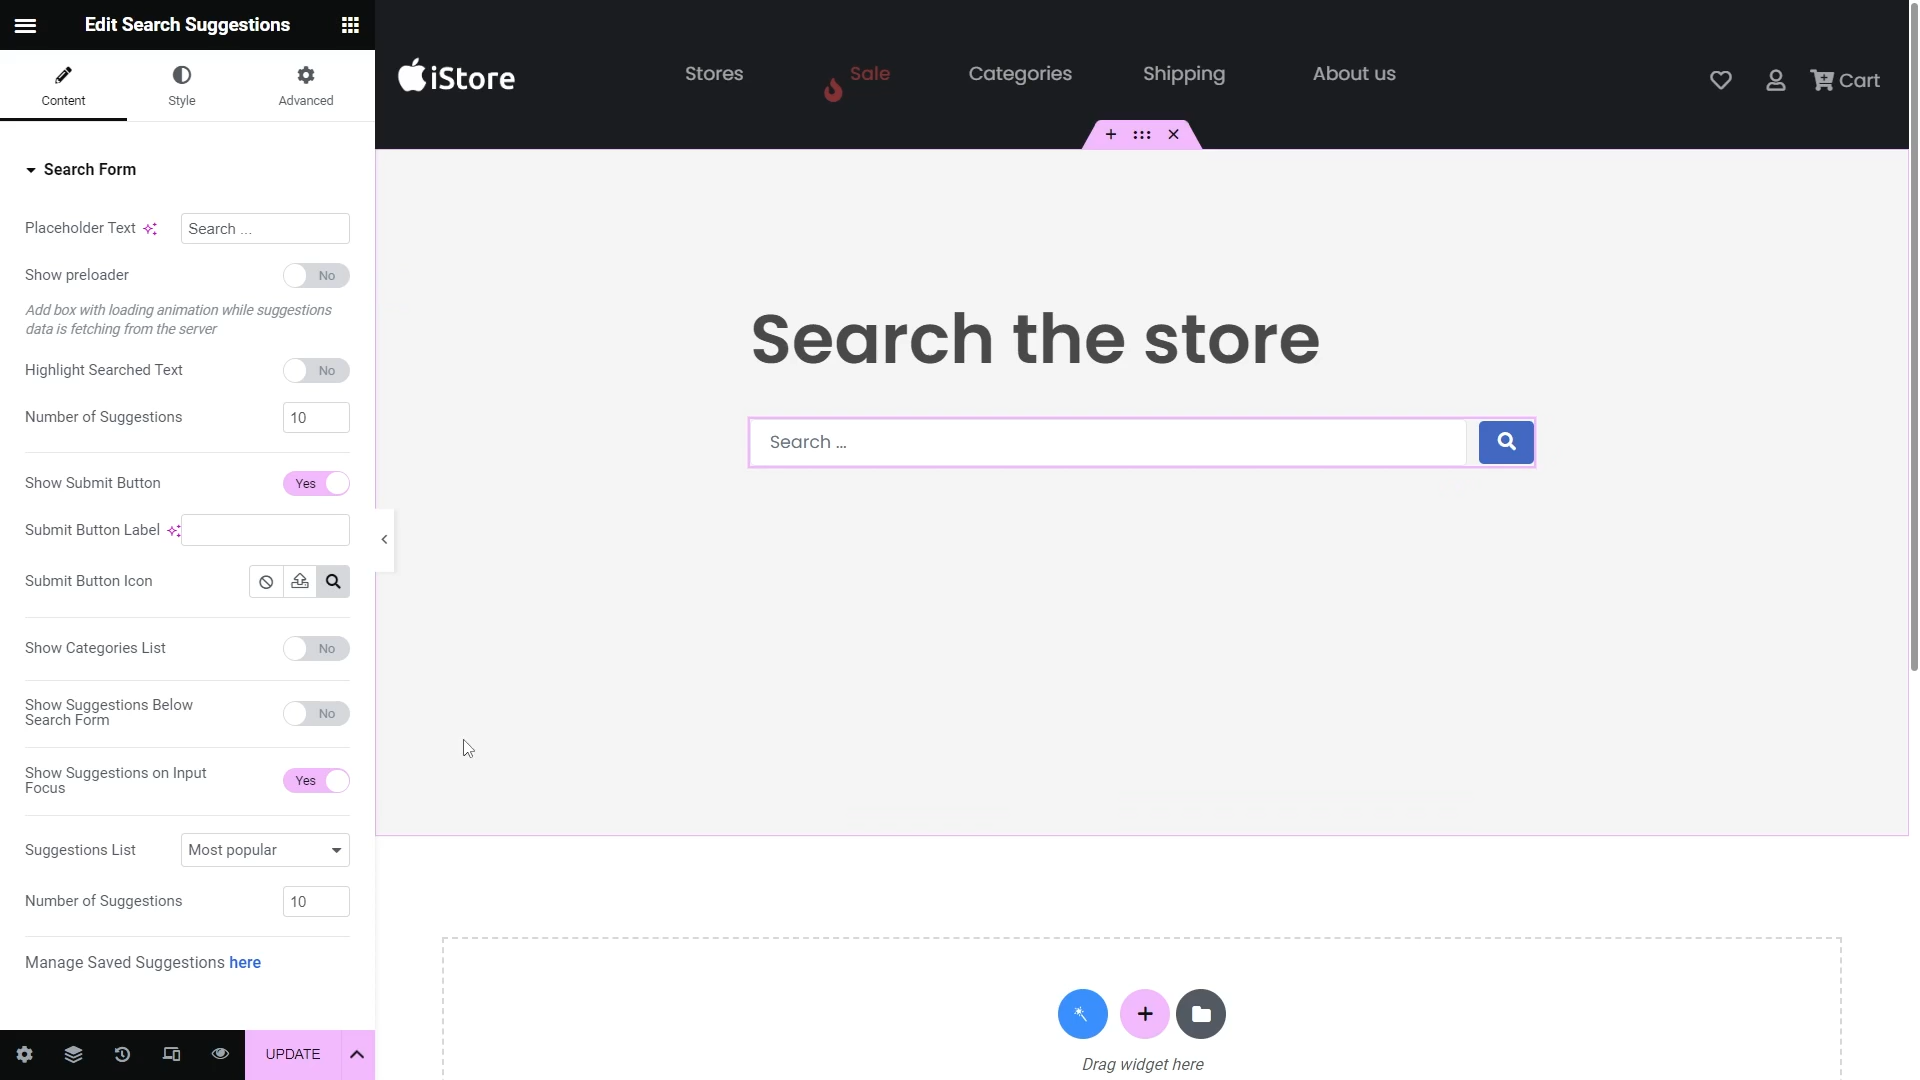 Edit Search Suggestions
Content
Style
Advanced
Search Form
Placeholder Text
Search ...
Show preloader
No
Add box with loading animation while suggestions
data is fetching from the server
Highlight Searched Text
No
Number of Suggestions
10
Show Submit Button
Yes
Submit Button Label
Submit Button Icon
Show Categories List
No
Show Suggestions Below
Search Form
No
Show Suggestions on Input
Focus
Yes
Suggestions List
Most popular
Number of Suggestions
10
Manage Saved Suggestions here
UPDATE
iStore
Stores
Sale
Categories
Shipping
About us
Cart
Search the store
Search ...
Drag widget here